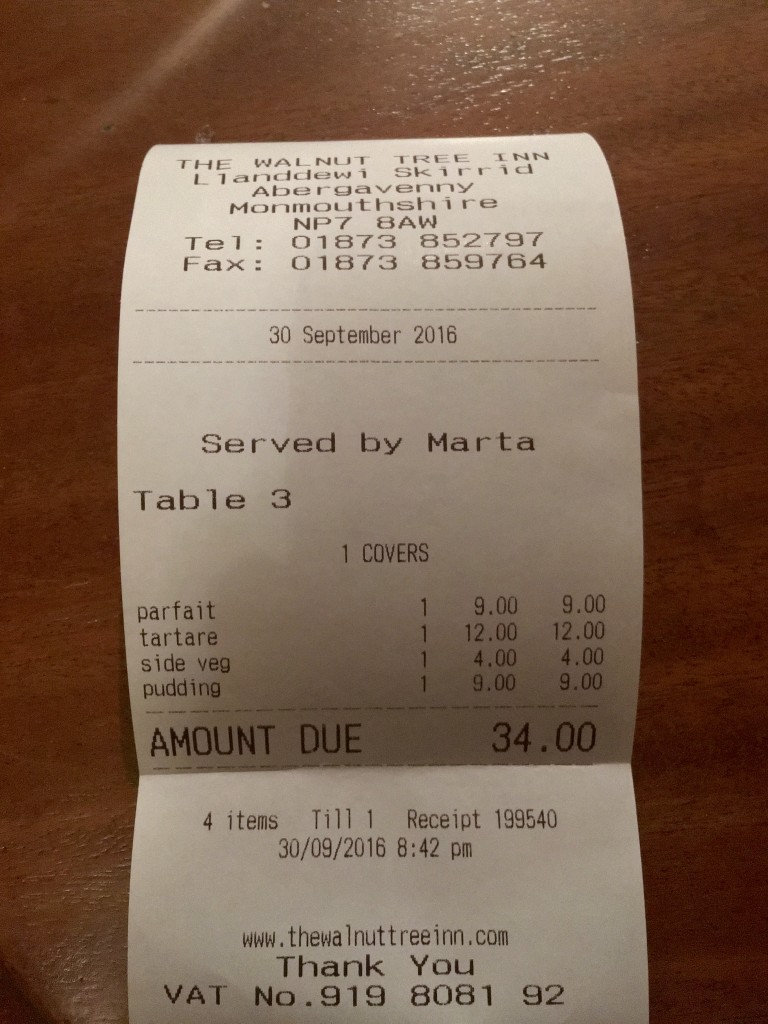 THE WALNUT TREE INN
Llanddewi Skirrid
Abergavenny
Monmouthshire
NP7 8AW
Tel: 01873 852797
Fax: 01873 859764
30 September 2016
Served by Marta
Table 3
1 COVERS
parfait 1 9.00 9.00
tartare 1 12.00 12.00
side veg 1 4.00 4.00
pudding 1 9.00 9.00
AMOUNT DUE 34.00
4 items Till 1 Receipt 199540
30/09/2016 8:42 pm
www.thewalnuttreeinn.com
Thank You
VAT No.919 8081 92